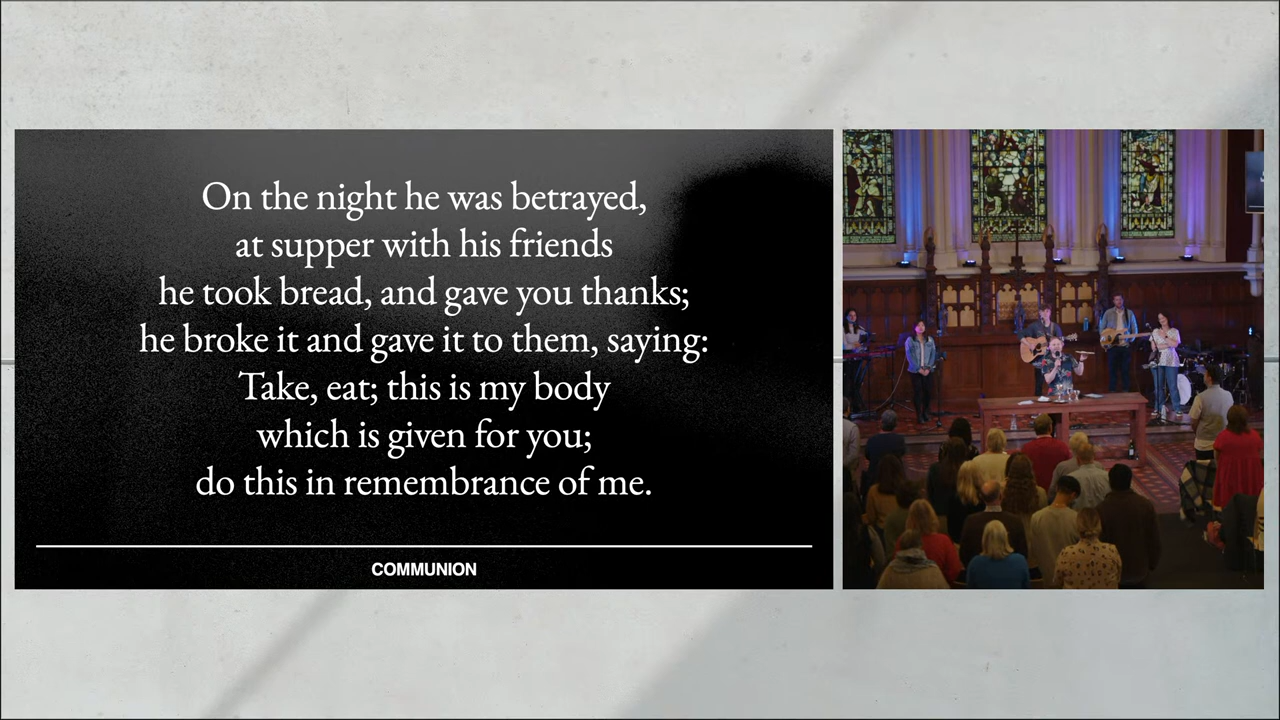 On the night he was betrayed,
at supper with his friends
he took bread, and gave you thanks;
he broke it and gave it to them, saying:
Take, eat; this is my body
which is given for you;
do this in remembrance of me.
COMMUNION